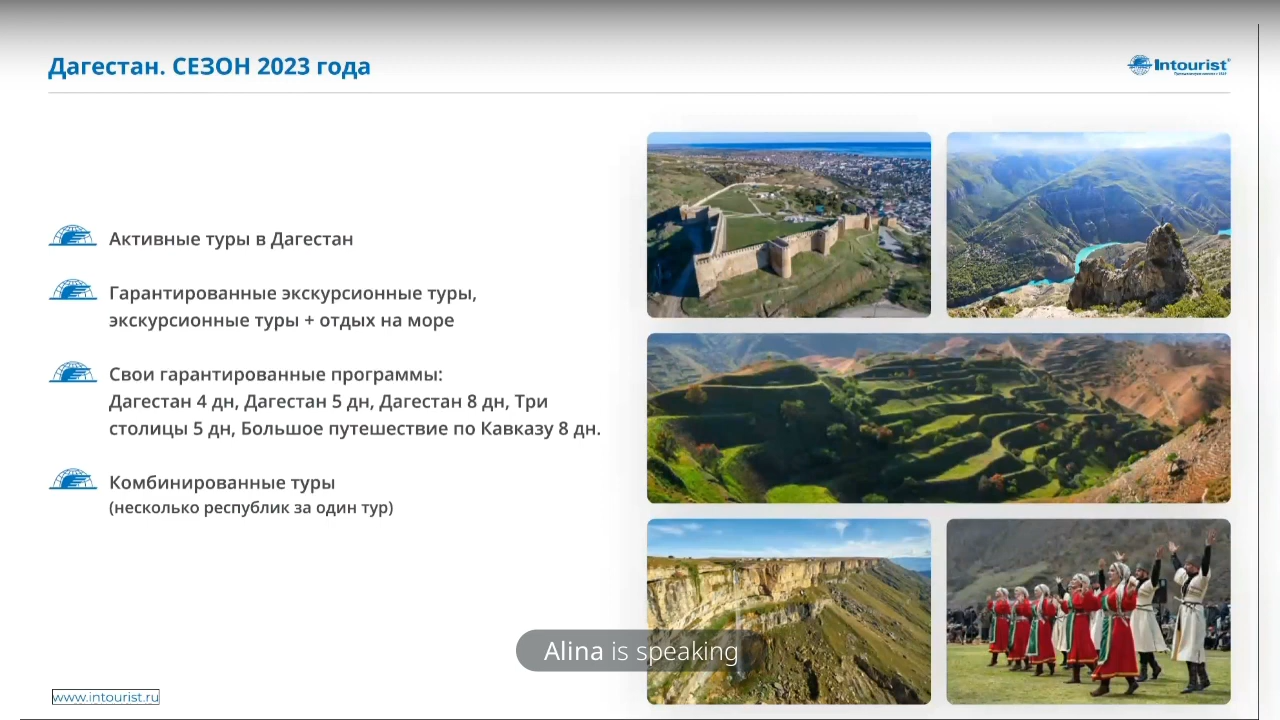 Дагестан. СЕЗОН 2023 года
Intourist
Активные туры в Дагестан
Гарантированные экскурсионные туры,
экскурсионные туры + отдых на море
Свои гарантированные программы:
Дагестан 4 дн, Дагестан 5 дн, Дагестан 8 дн, Три
столицы 5 дн, Большое путешествие по Кавказу 8 дн.
Комбинированные туры
(несколько республик за один тур)
Alina is speaking
www.intourist.ru